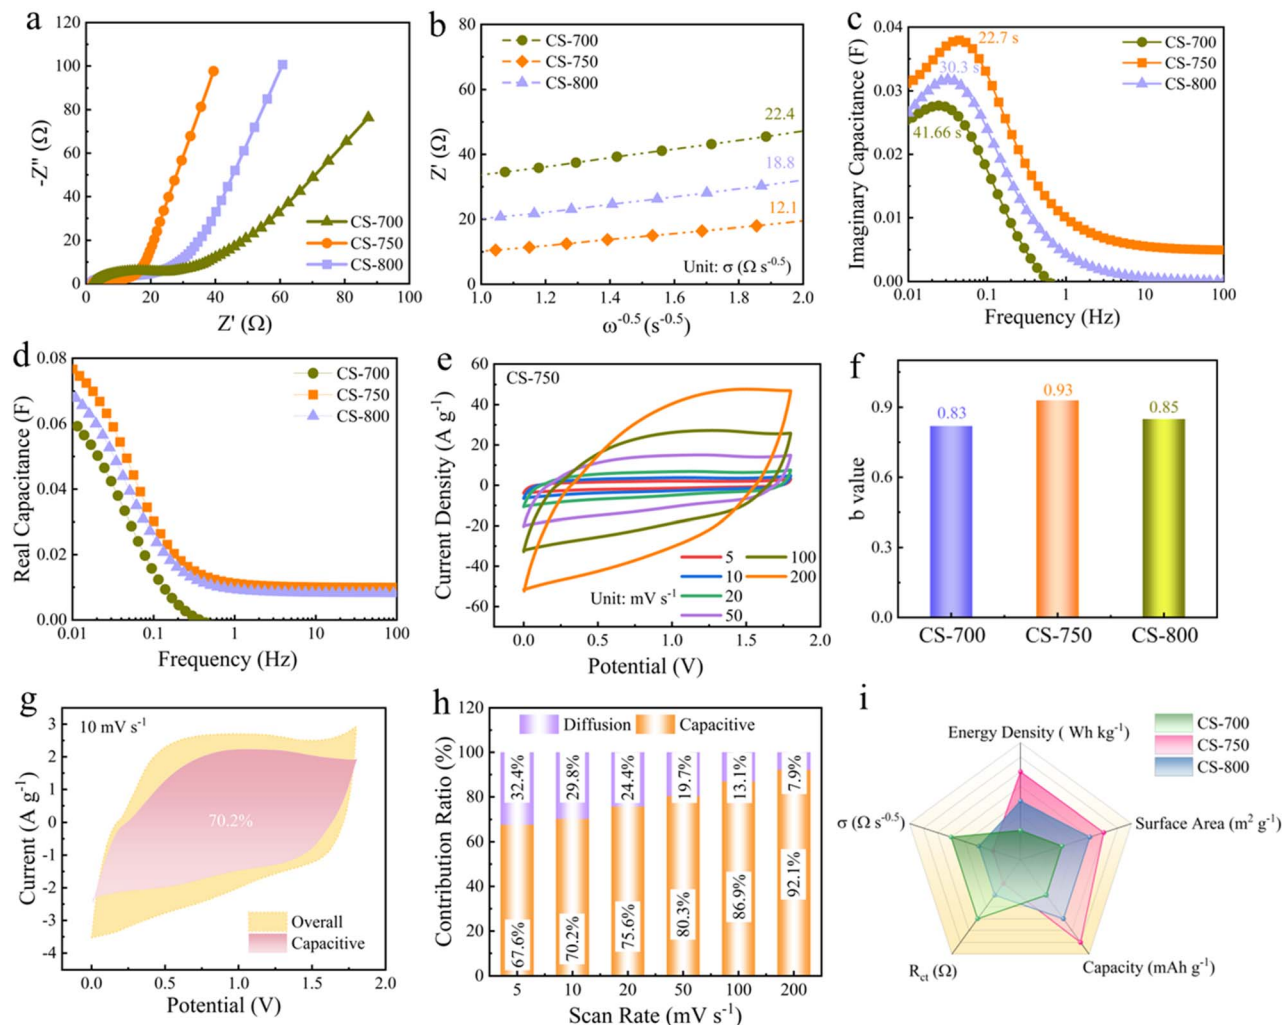 a
120
100
80
60
40
20
0
-Z'' (Ω)
CS-700
CS-750
CS-800
0 20 40 60 80 100
Z' (Ω)
b
80
60
40
20
0
Z' (Ω)
CS-700
CS-750
CS-800
22.4
18.8
12.1
Unit: σ (Ω s⁻⁰·⁵)
1.0 1.2 1.4 1.6 1.8 2.0
ω⁻⁰·⁵ (s⁻⁰·⁵)
c
0.04
0.03
0.02
0.01
0.00
Imaginary Capacitance (F)
22.7 s
30.3 s
41.66 s
CS-700
CS-750
CS-800
0.01 0.1 1 10 100
Frequency (Hz)
d
0.08
0.06
0.04
0.02
0.00
Real Capacitance (F)
CS-700
CS-750
CS-800
0.01 0.1 1 10 100
Frequency (Hz)
e
60
40
20
0
-20
-40
-60
Current Density (A g⁻¹)
CS-750
5 100
10 200
Unit: mV s⁻¹ 20
50
0.0 0.5 1.0 1.5 2.0
Potential (V)
f
0.9
0.6
0.3
0.0
b value
0.83
0.93
0.85
CS-700 CS-750 CS-800
g
10 mV s⁻¹
3
2
1
0
-1
-2
-3
-4
Current (A g⁻¹)
70.2%
Overall
Capacitive
0.0 0.5 1.0 1.5 2.0
Potential (V)
h
Diffusion Capacitive
120
100
80
60
40
20
0
Contribution Ratio (%)
32.4% 29.8% 24.4% 19.7% 13.1% 7.9%
67.6% 70.2% 75.6% 80.3% 86.9% 92.1%
5 10 20 50 100 200
Scan Rate (mV s⁻¹)
i
CS-700
CS-750
CS-800
Energy Density ( Wh kg⁻¹)
σ (Ω s⁻⁰·⁵)
Surface Area (m² g⁻¹)
R_ct (Ω)
Capacity (mAh g⁻¹)